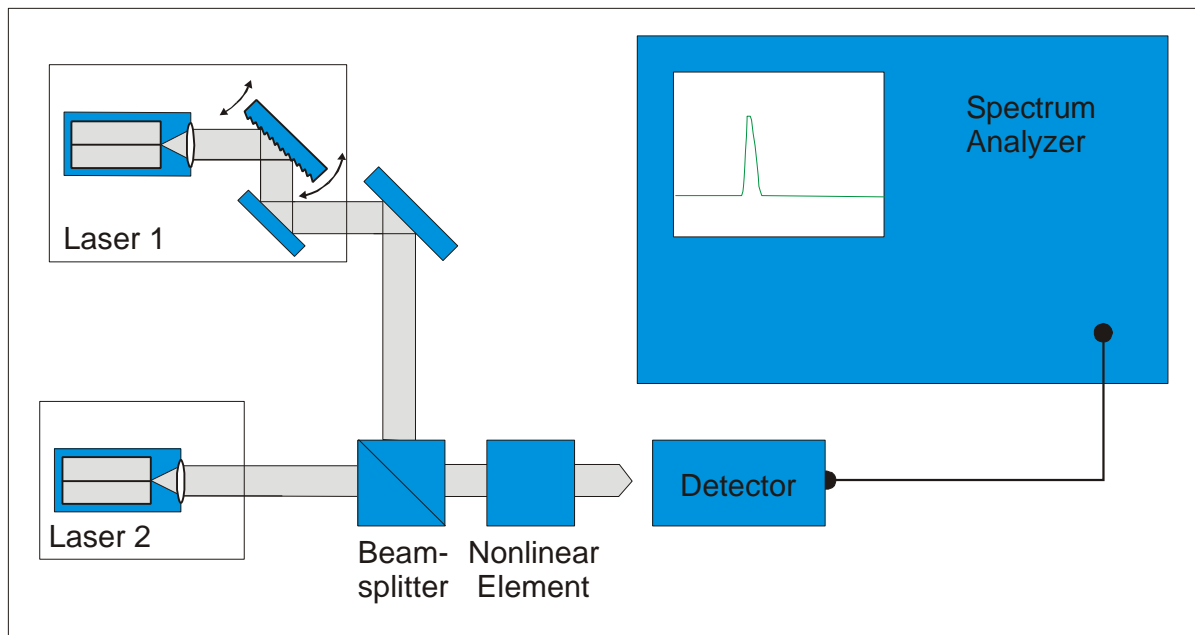 Spectrum
Analyzer
Laser 1
Detector
Laser 2
Beam-
splitter
Nonlinear
Element